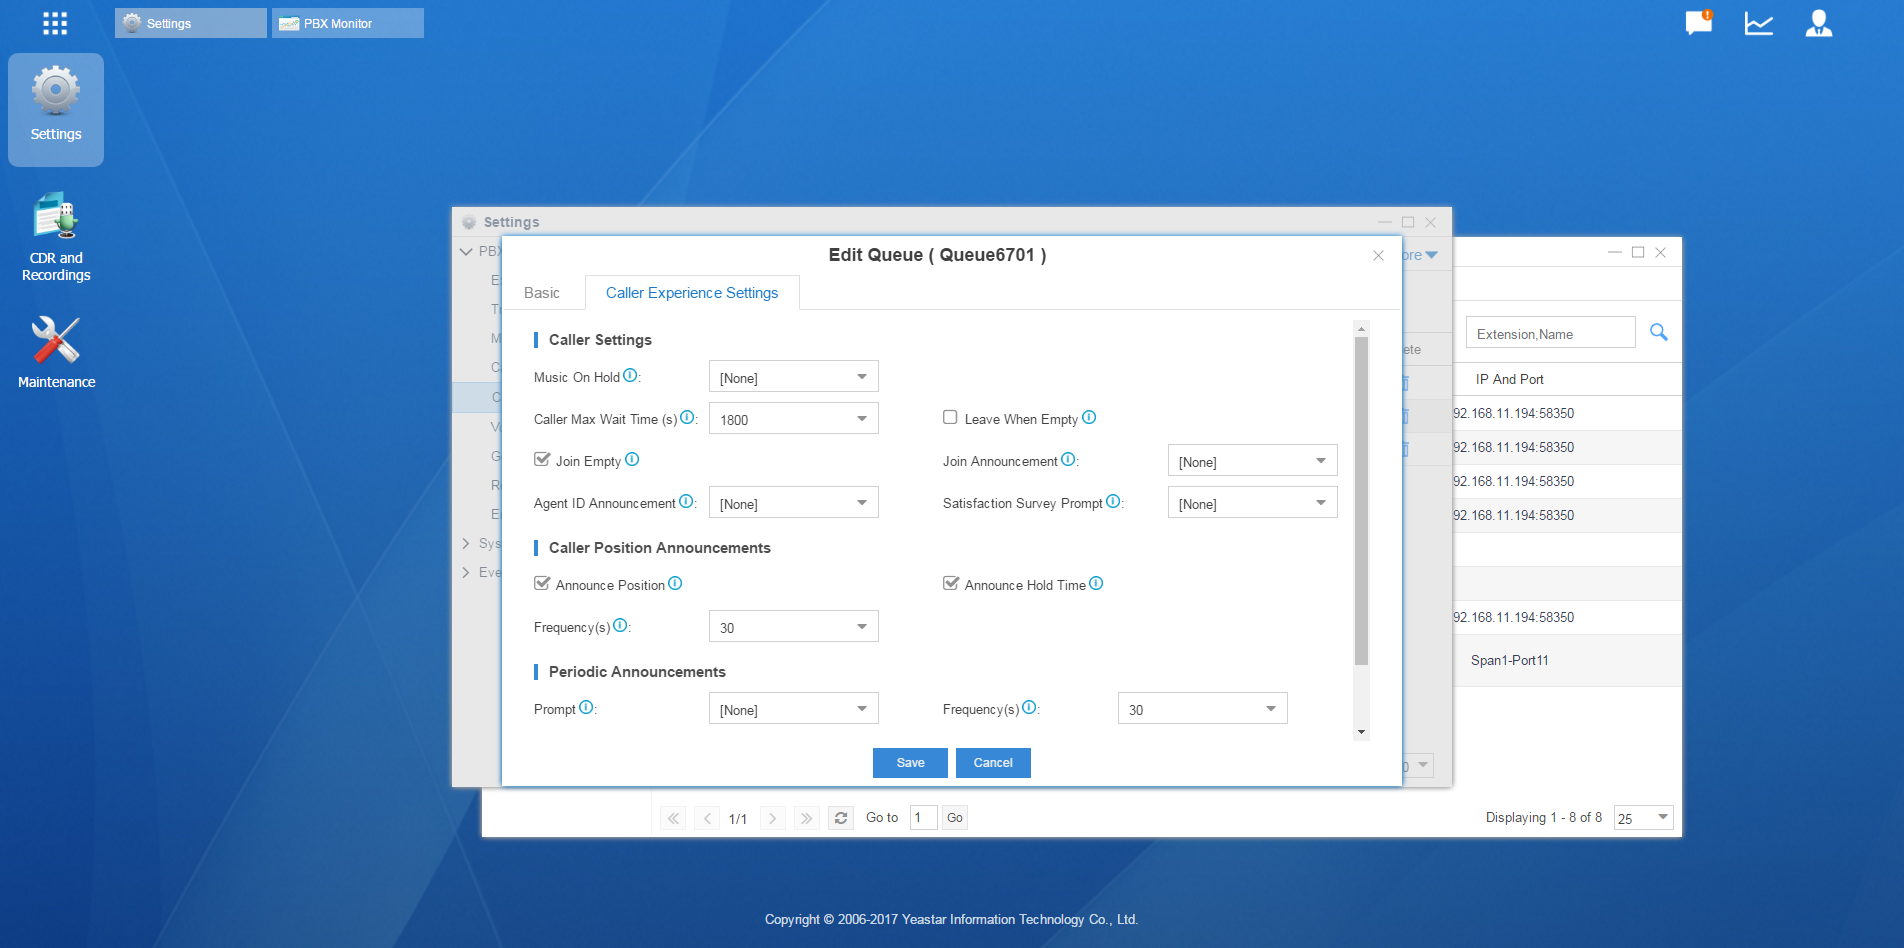 Settings
PBX Monitor
Settings
CDR and
Recordings
Maintenance
Settings
PBX
Sys
Eve
ore
ete
Edit Queue ( Queue6701 )
Basic
Caller Experience Settings
Caller Settings
Music On Hold :
[None]
Caller Max Wait Time (s) :
1800
Leave When Empty
Join Empty
Join Announcement :
[None]
Agent ID Announcement :
[None]
Satisfaction Survey Prompt :
[None]
Caller Position Announcements
Announce Position
Announce Hold Time
Frequency(s) :
30
Periodic Announcements
Prompt :
[None]
Frequency(s) :
30
Save
Cancel
Extension,Name
IP And Port
92.168.11.194:58350
92.168.11.194:58350
92.168.11.194:58350
92.168.11.194:58350
92.168.11.194:58350
Span1-Port11
1/1
Go to
1
Go
Displaying 1 - 8 of 8
25
Copyright © 2006-2017 Yeastar Information Technology Co., Ltd.